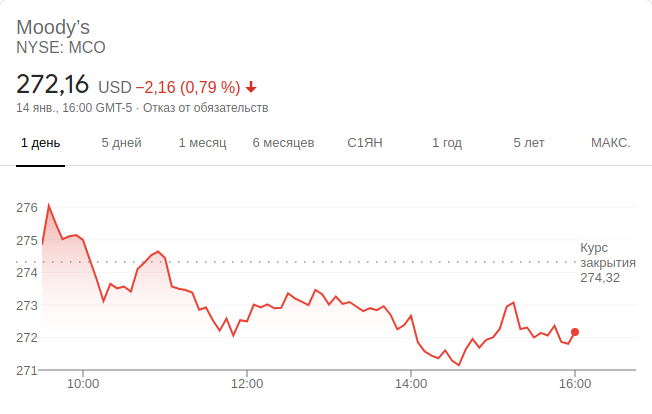 Moody's
NYSE: MCO
272,16 USD −2,16 (0,79 %)
14 янв., 16:00 GMT-5 · Отказ от обязательств
1 день 5 дней 1 месяц 6 месяцев С1ЯН 1 год 5 лет МАКС.
276
275
274
273
272
271
Курс
закрытия
274,32
10:00 12:00 14:00 16:00